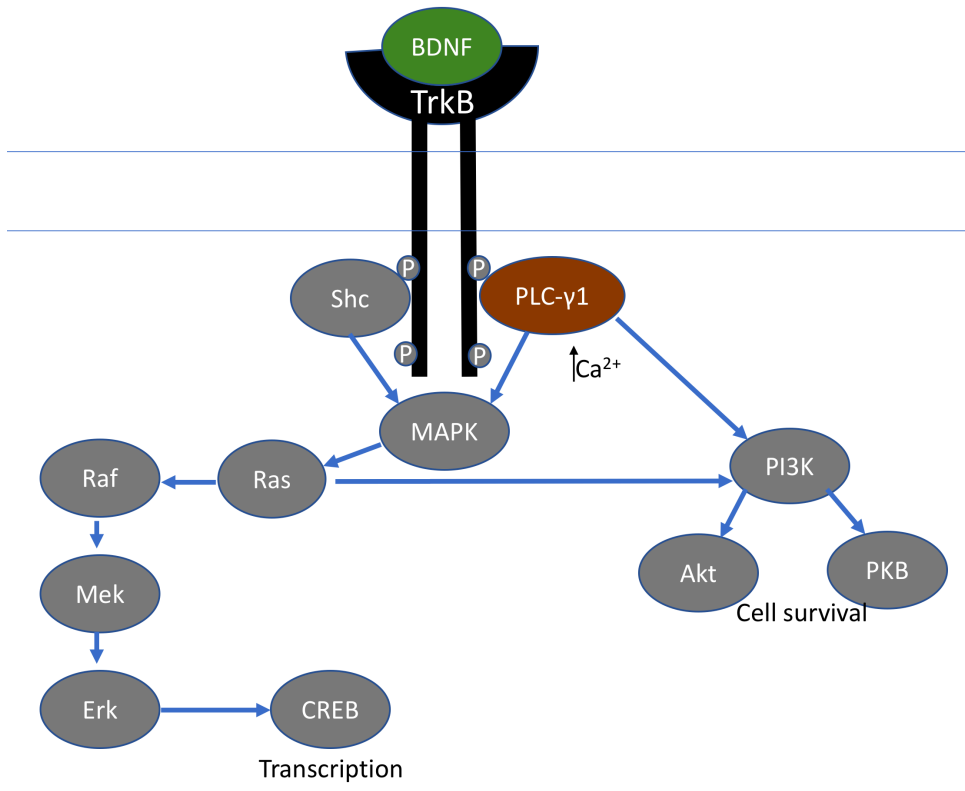 BDNF
TrkB
P
P
Shc
PLC-γ1
P
P
Ca²⁺
MAPK
Raf
Ras
PI3K
Akt
PKB
Mek
Cell survival
Erk
CREB
Transcription